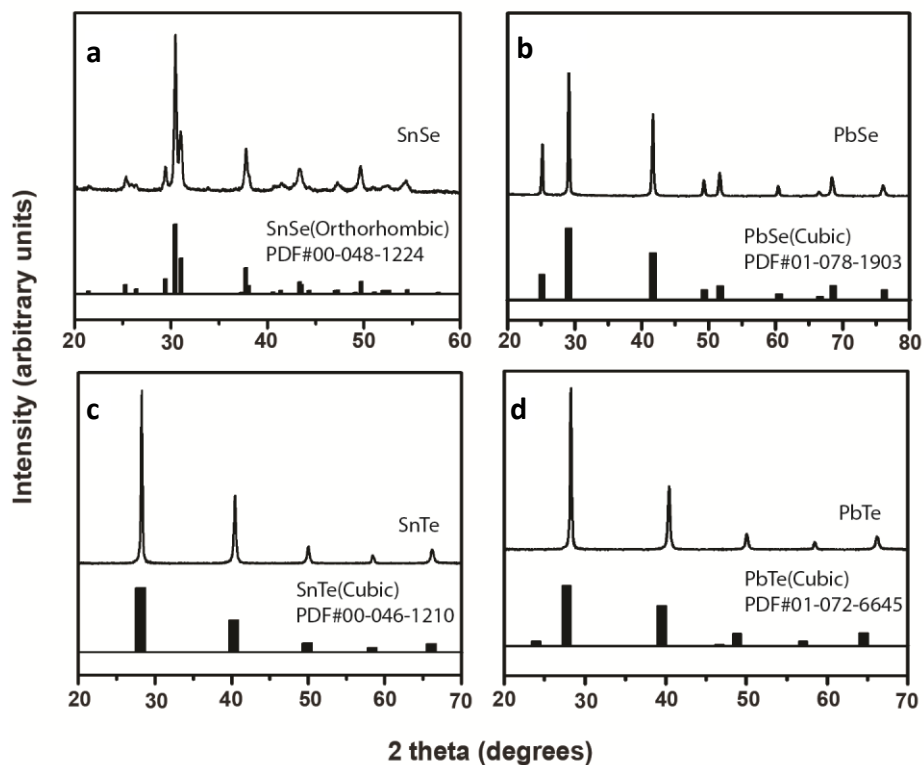 Intensity (arbitrary units)
a
SnSe
SnSe(Orthorhombic)
PDF#00-048-1224
20 30 40 50 60
b
PbSe
PbSe(Cubic)
PDF#01-078-1903
20 30 40 50 60 70 80
c
SnTe
SnTe(Cubic)
PDF#00-046-1210
20 30 40 50 60 70
d
PbTe
PbTe(Cubic)
PDF#01-072-6645
20 30 40 50 60 70
2 theta (degrees)